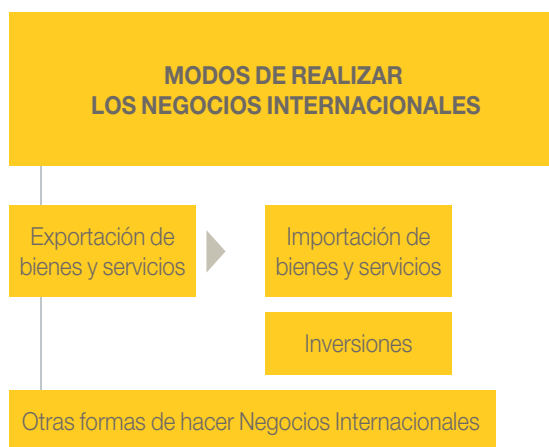 MODOS DE REALIZAR
LOS NEGOCIOS INTERNACIONALES
Exportación de
bienes y servicios
Importación de
bienes y servicios
Inversiones
Otras formas de hacer Negocios Internacionales